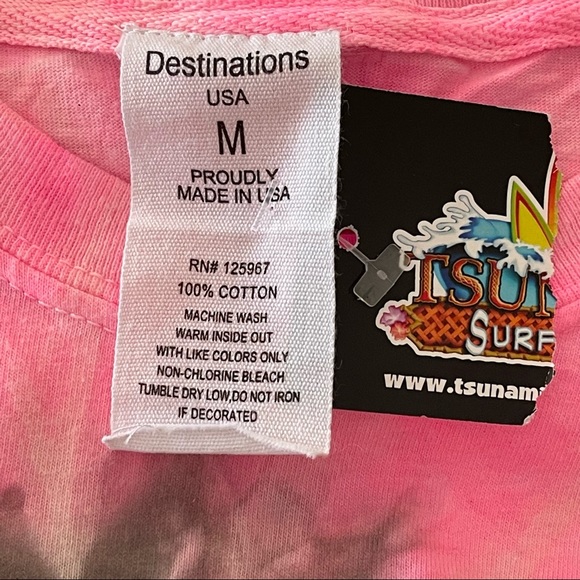 Destinations
USA
M
PROUDLY
MADE IN USA
RN# 125967
100% COTTON
MACHINE WASH
WARM INSIDE OUT
WITH LIKE COLORS ONLY
NON-CHLORINE BLEACH
TUMBLE DRY LOW,DO NOT IRON
IF DECORATED
TSUN
SURF
www.tsunam